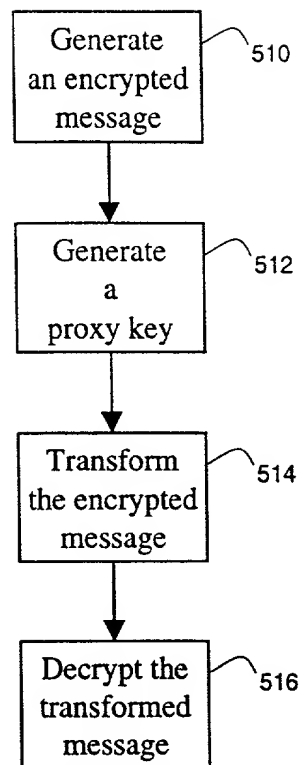 Generate
an encrypted
message
510
Generate
a
proxy key
512
Transform
the encrypted
message
514
Decrypt the
transformed
message
516